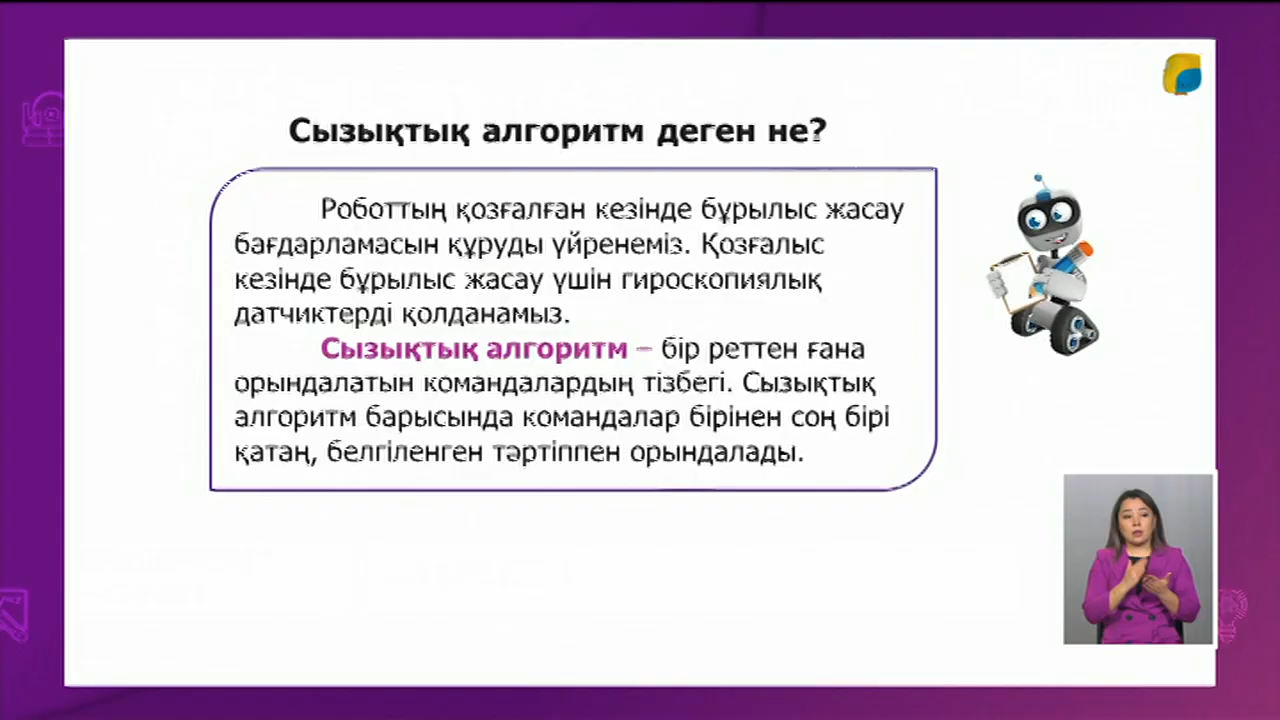 Сызықтық алгоритм деген не?
Роботтың қозғалған кезінде бұрылыс жасау
бағдарламасын құруды үйренеміз. Қозғалыс
кезінде бұрылыс жасау үшін гироскопиялық
датчиктерді қолданамыз.
Сызықтық алгоритм – бір реттен ғана
орындалатын командалардың тізбегі. Сызықтық
алгоритм барысында командалар бірінен соң бірі
қатаң, белгіленген тәртіппен орындалады.